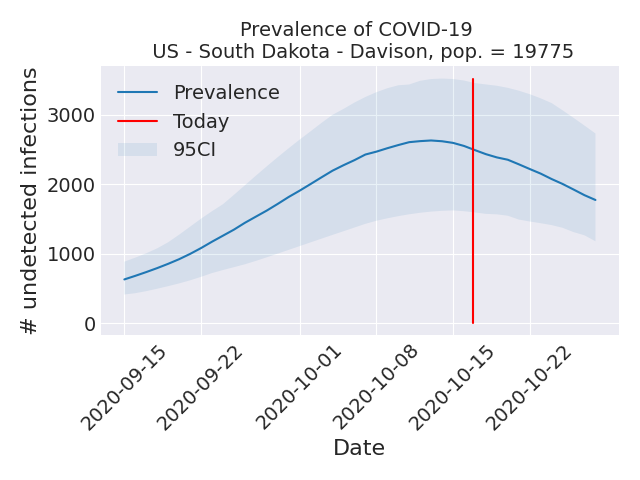 Prevalence of COVID-19
US - South Dakota - Davison, pop. = 19775
# undetected infections
3000
2000
1000
0
Prevalence
Today
95CI
2020-09-15
2020-09-22
2020-10-01
2020-10-08
2020-10-15
2020-10-22
Date